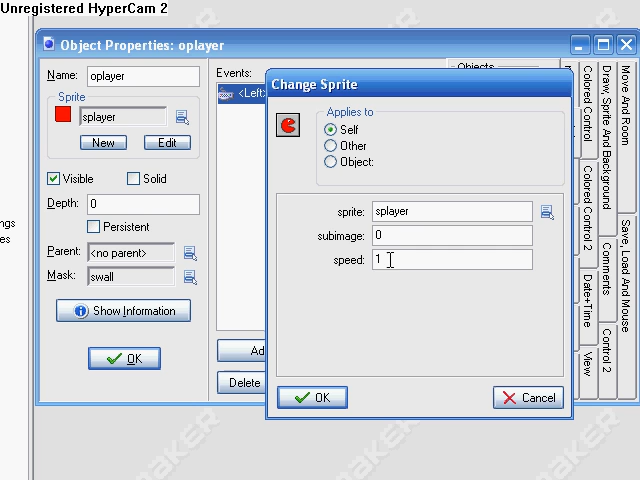 Unregistered HyperCam 2
Object Properties: oplayer
Name: oplayer
Sprite
splayer
New Edit
Visible Solid
Depth: 0
Persistent
Parent: <no parent>
Mask: swall
Show Information
OK
Events:
<Left>
Delete
Objects
Change Sprite
Applies to
Self
Other
Object:
sprite: splayer
subimage: 0
speed: 1
OK Cancel
Colored Control
Colored Control 2
Date+Time
View
Draw, Sprite And Background
Comments
Control 2
Move And Room
Save, Load And Mouse